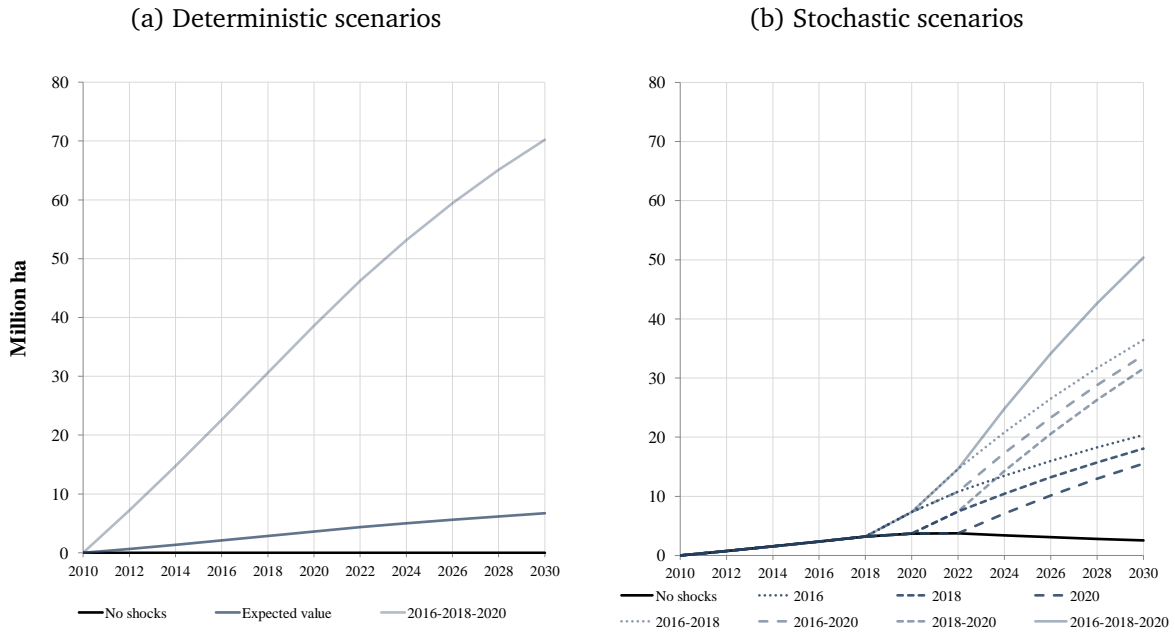 (a) Deterministic scenarios
(b) Stochastic scenarios
Million ha
80
70
60
50
40
30
20
10
0
2010 2012 2014 2016 2018 2020 2022 2024 2026 2028 2030
No shocks Expected value 2016-2018-2020
80
70
60
50
40
30
20
10
0
2010 2012 2014 2016 2018 2020 2022 2024 2026 2028 2030
No shocks 2016 2018 2020
2016-2018 2016-2020 2018-2020 2016-2018-2020